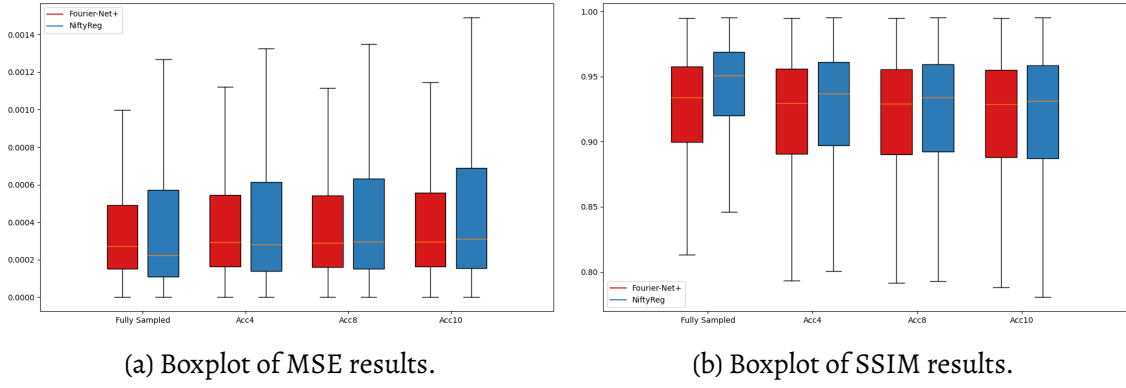 Fourier-Net+
NiftyReg
0.0014
0.0012
0.0010
0.0008
0.0006
0.0004
0.0002
0.0000
Fully Sampled Acc4 Acc8 Acc10
(a) Boxplot of MSE results.
1.00
0.95
0.90
0.85
0.80
Fourier-Net+
NiftyReg
Fully Sampled Acc4 Acc8 Acc10
(b) Boxplot of SSIM results.